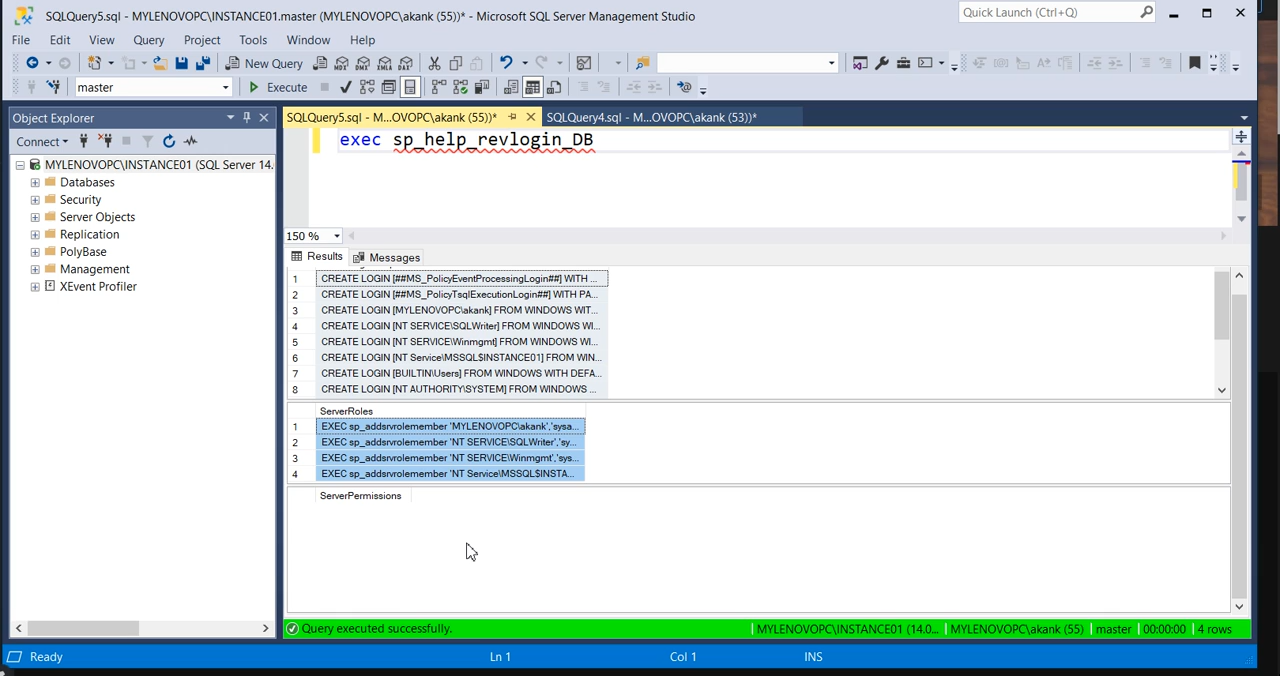 SQLQuery5.sql - MYLENOVOPC\INSTANCE01.master (MYLENOVOPC\akank (55))* - Microsoft SQL Server Management Studio
Quick Launch (Ctrl+Q)
File Edit View Query Project Tools Window Help
New Query
MDX DMX XMLA DAX
master
Execute
Object Explorer
SQLQuery5.sql - M...OVOPC\akank (55))*
SQLQuery4.sql - M...OVOPC\akank (53))*
Connect
MYLENOVOPC\INSTANCE01 (SQL Server 14.
Databases
Security
Server Objects
Replication
PolyBase
Management
XEvent Profiler
exec sp_help_revlogin_DB
150 %
Results Messages
1 CREATE LOGIN [##MS_PolicyEventProcessingLogin##] WITH ...
2 CREATE LOGIN [##MS_PolicyTsqlExecutionLogin##] WITH PA...
3 CREATE LOGIN [MYLENOVOPC\akank] FROM WINDOWS WIT...
4 CREATE LOGIN [NT SERVICE\SQLWriter] FROM WINDOWS WI...
5 CREATE LOGIN [NT SERVICE\Winmgmt] FROM WINDOWS WI...
6 CREATE LOGIN [NT Service\MSSQL$INSTANCE01] FROM WIN...
7 CREATE LOGIN [BUILTIN\Users] FROM WINDOWS WITH DEFA...
8 CREATE LOGIN [NT AUTHORITY\SYSTEM] FROM WINDOWS ...
ServerRoles
1 EXEC sp_addsrvrolemember 'MYLENOVOPC\akank','sysa...
2 EXEC sp_addsrvrolemember 'NT SERVICE\SQLWriter','sy...
3 EXEC sp_addsrvrolemember 'NT SERVICE\Winmgmt','sys...
4 EXEC sp_addsrvrolemember 'NT Service\MSSQL$INSTA...
ServerPermissions
Query executed successfully.
MYLENOVOPC\INSTANCE01 (14.0... MYLENOVOPC\akank (55) master 00:00:00 4 rows
Ready Ln 1 Col 1 INS